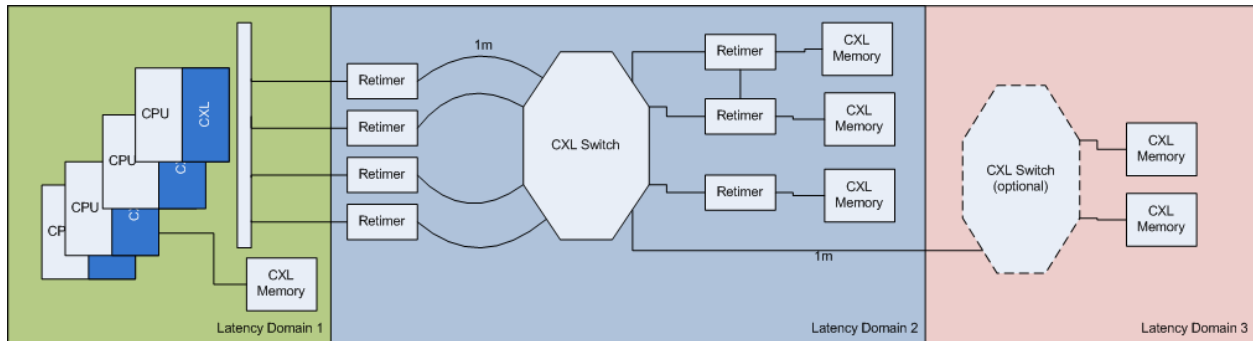 CPU
CXL
CPU
CX
CPU
CX
CP
CXL
Memory
Latency Domain 1
Retimer
Retimer
Retimer
Retimer
1m
CXL Switch
Retimer
Retimer
Retimer
CXL
Memory
CXL
Memory
CXL
Memory
1m
Latency Domain 2
CXL Switch
(optional)
CXL
Memory
CXL
Memory
Latency Domain 3